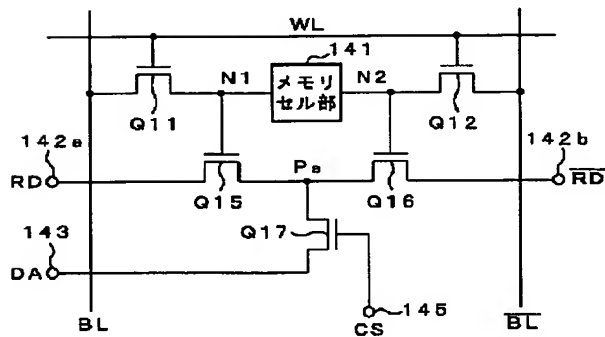 WL
141
N1
メモリ
セル部
N2
Q11
Q12
142a
142b
RD
Pa
RD
Q15
Q16
143
Q17
DA
145
BL
CS
BL